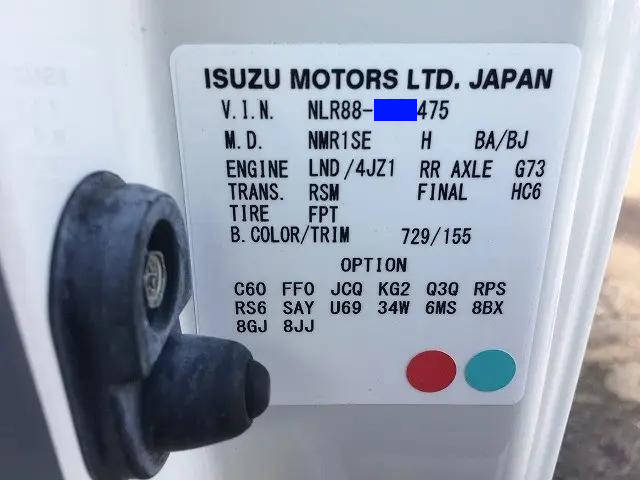 ISUZU MOTORS LTD. JAPAN
V.I.N. NLR88- 475
M.D. NMR1SE H BA/BJ
ENGINE LND/4JZ1 RR AXLE G73
TRANS. RSM FINAL HC6
TIRE FPT
B.COLOR/TRIM 729/155
OPTION
C60 FF0 JCQ KG2 Q3Q RPS
RS6 SAY U69 34W 6MS 8BX
8GJ 8JJ